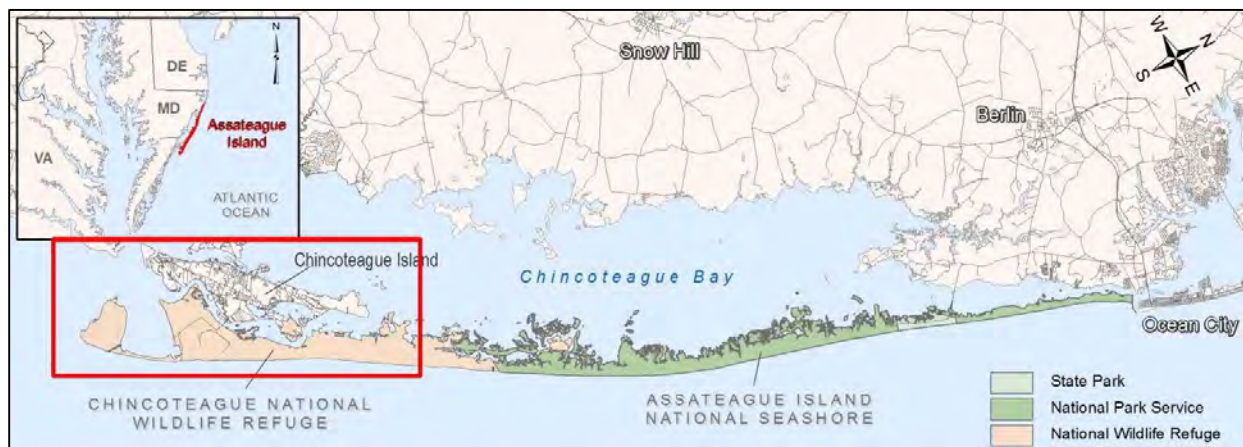 N
DE
MD
Assateague
Island
VA
ATLANTIC
OCEAN
Snow Hill
Berlin
W
N
S
E
Chincoteague Island
Chincoteague Bay
Ocean City
CHINCOTEAGUE NATIONAL
WILDLIFE REFUGE
ASSATEAGUE ISLAND
NATIONAL SEASHORE
State Park
National Park Service
National Wildlife Refuge